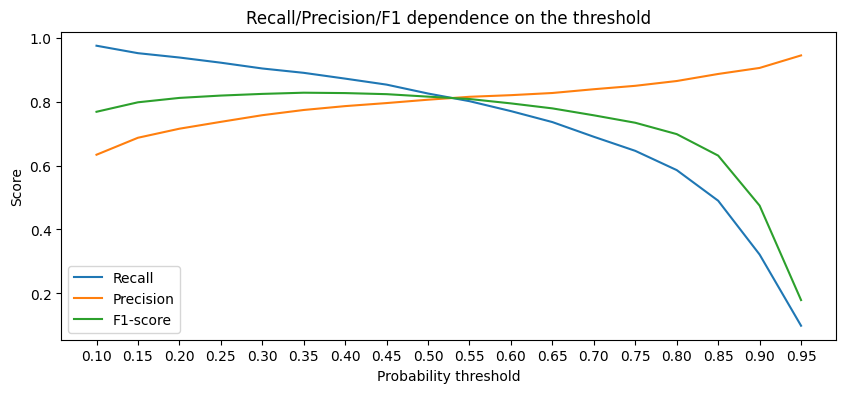 Recall/Precision/F1 dependence on the threshold
1.0
0.8
0.6
0.4
0.2
Score
Recall
Precision
F1-score
0.10 0.15 0.20 0.25 0.30 0.35 0.40 0.45 0.50 0.55 0.60 0.65 0.70 0.75 0.80 0.85 0.90 0.95
Probability threshold